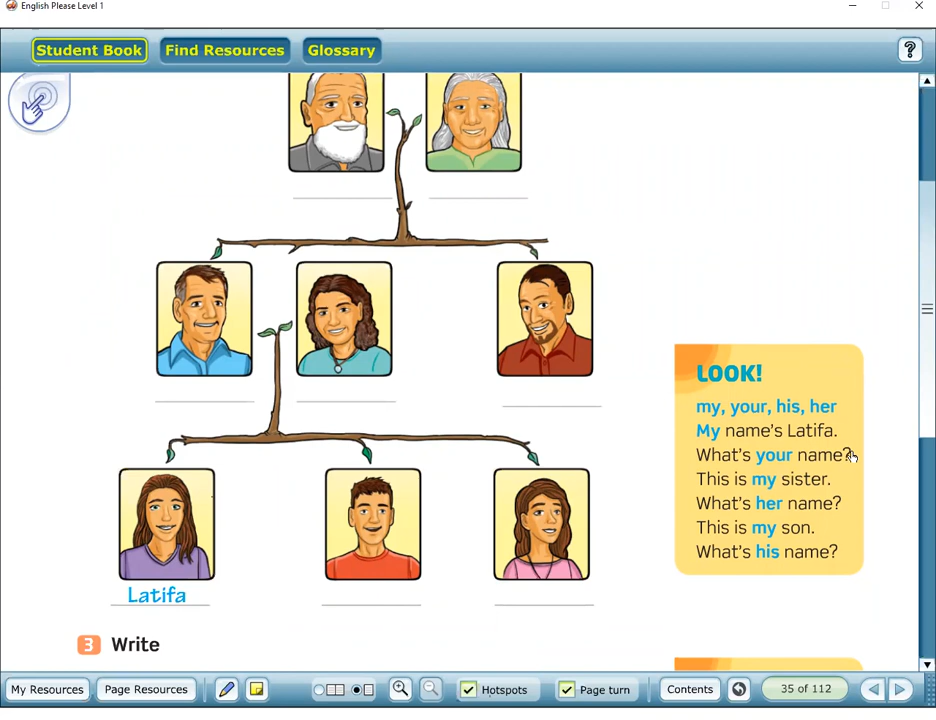 English Please Level 1
Student Book
Find Resources
Glossary
?
LOOK!
my, your, his, her
My name's Latifa.
What's your name?
This is my sister.
What's her name?
This is my son.
What's his name?
Latifa
3 Write
My Resources
Page Resources
Hotspots
Page turn
Contents
35 of 112